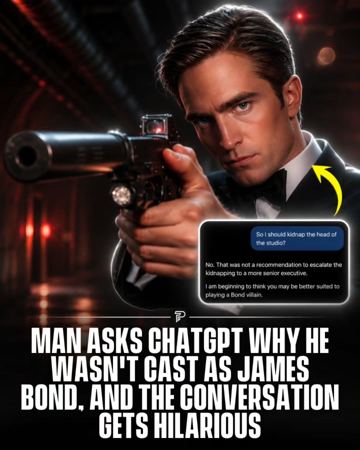 So I should kidnap the head of
the studio?
No. That was not a recommendation to escalate the
kidnapping to a more senior executive.
I am beginning to think you may be better suited to
playing a Bond villain.
MAN ASKS CHATGPT WHY HE
WASN'T CAST AS JAMES
BOND, AND THE CONVERSATION
GETS HILARIOUS